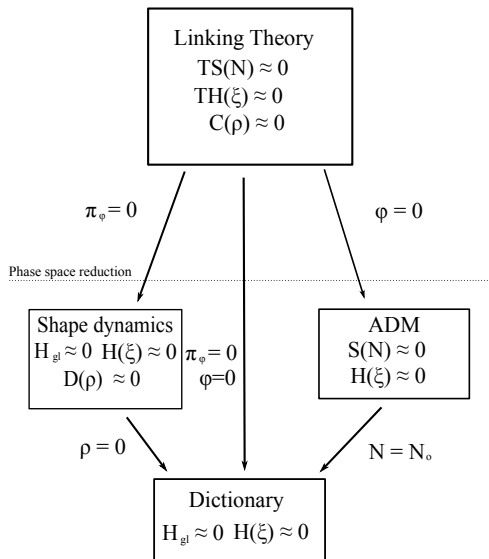 Linking Theory
TS(N) ≈ 0
TH(ξ) ≈ 0
C(ρ) ≈ 0
π_φ = 0
φ = 0
Phase space reduction
Shape dynamics
H_gl ≈ 0 H(ξ) ≈ 0
D(ρ) ≈ 0
π_φ = 0
φ=0
ADM
S(N) ≈ 0
H(ξ) ≈ 0
ρ = 0
N = N_o
Dictionary
H_gl ≈ 0 H(ξ) ≈ 0